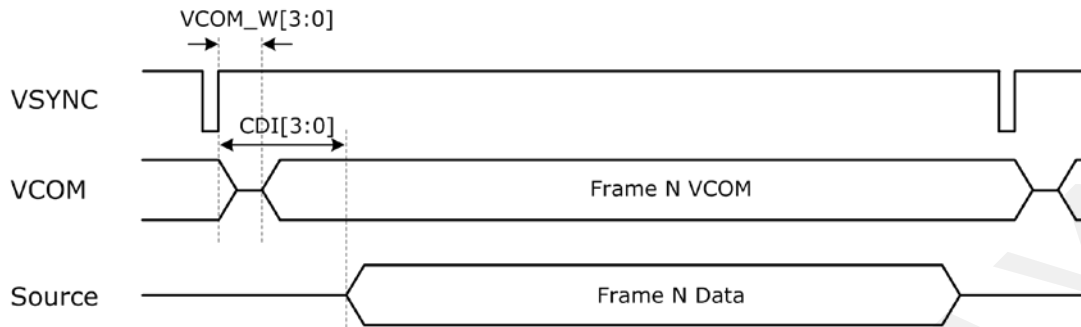 VCOM_W[3:0]
VSYNC
CDI[3:0]
VCOM
Frame N VCOM
Source
Frame N Data